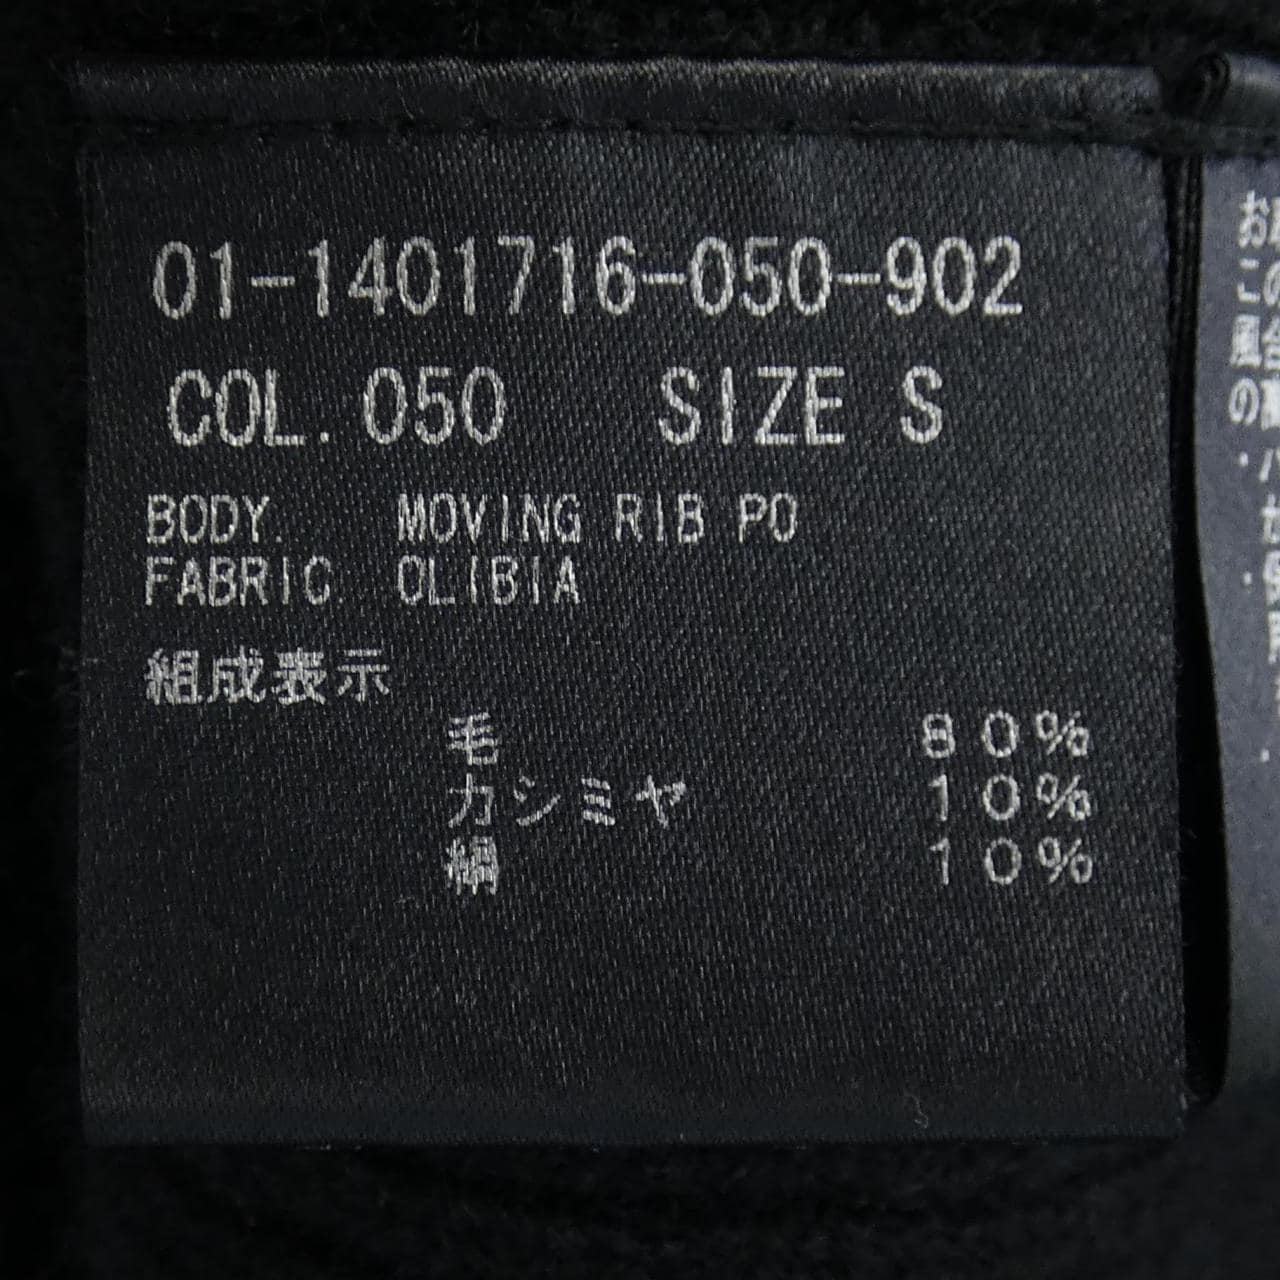 01-1401716-050-902
COL. 050 SIZE S
BODY. MOVING RIB PO
FABRIC. OLIBIA
組成表示
毛 80%
カシミヤ 10%
絹 10%